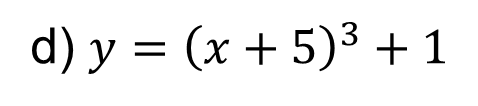 d) y = (x + 5)³ + 1